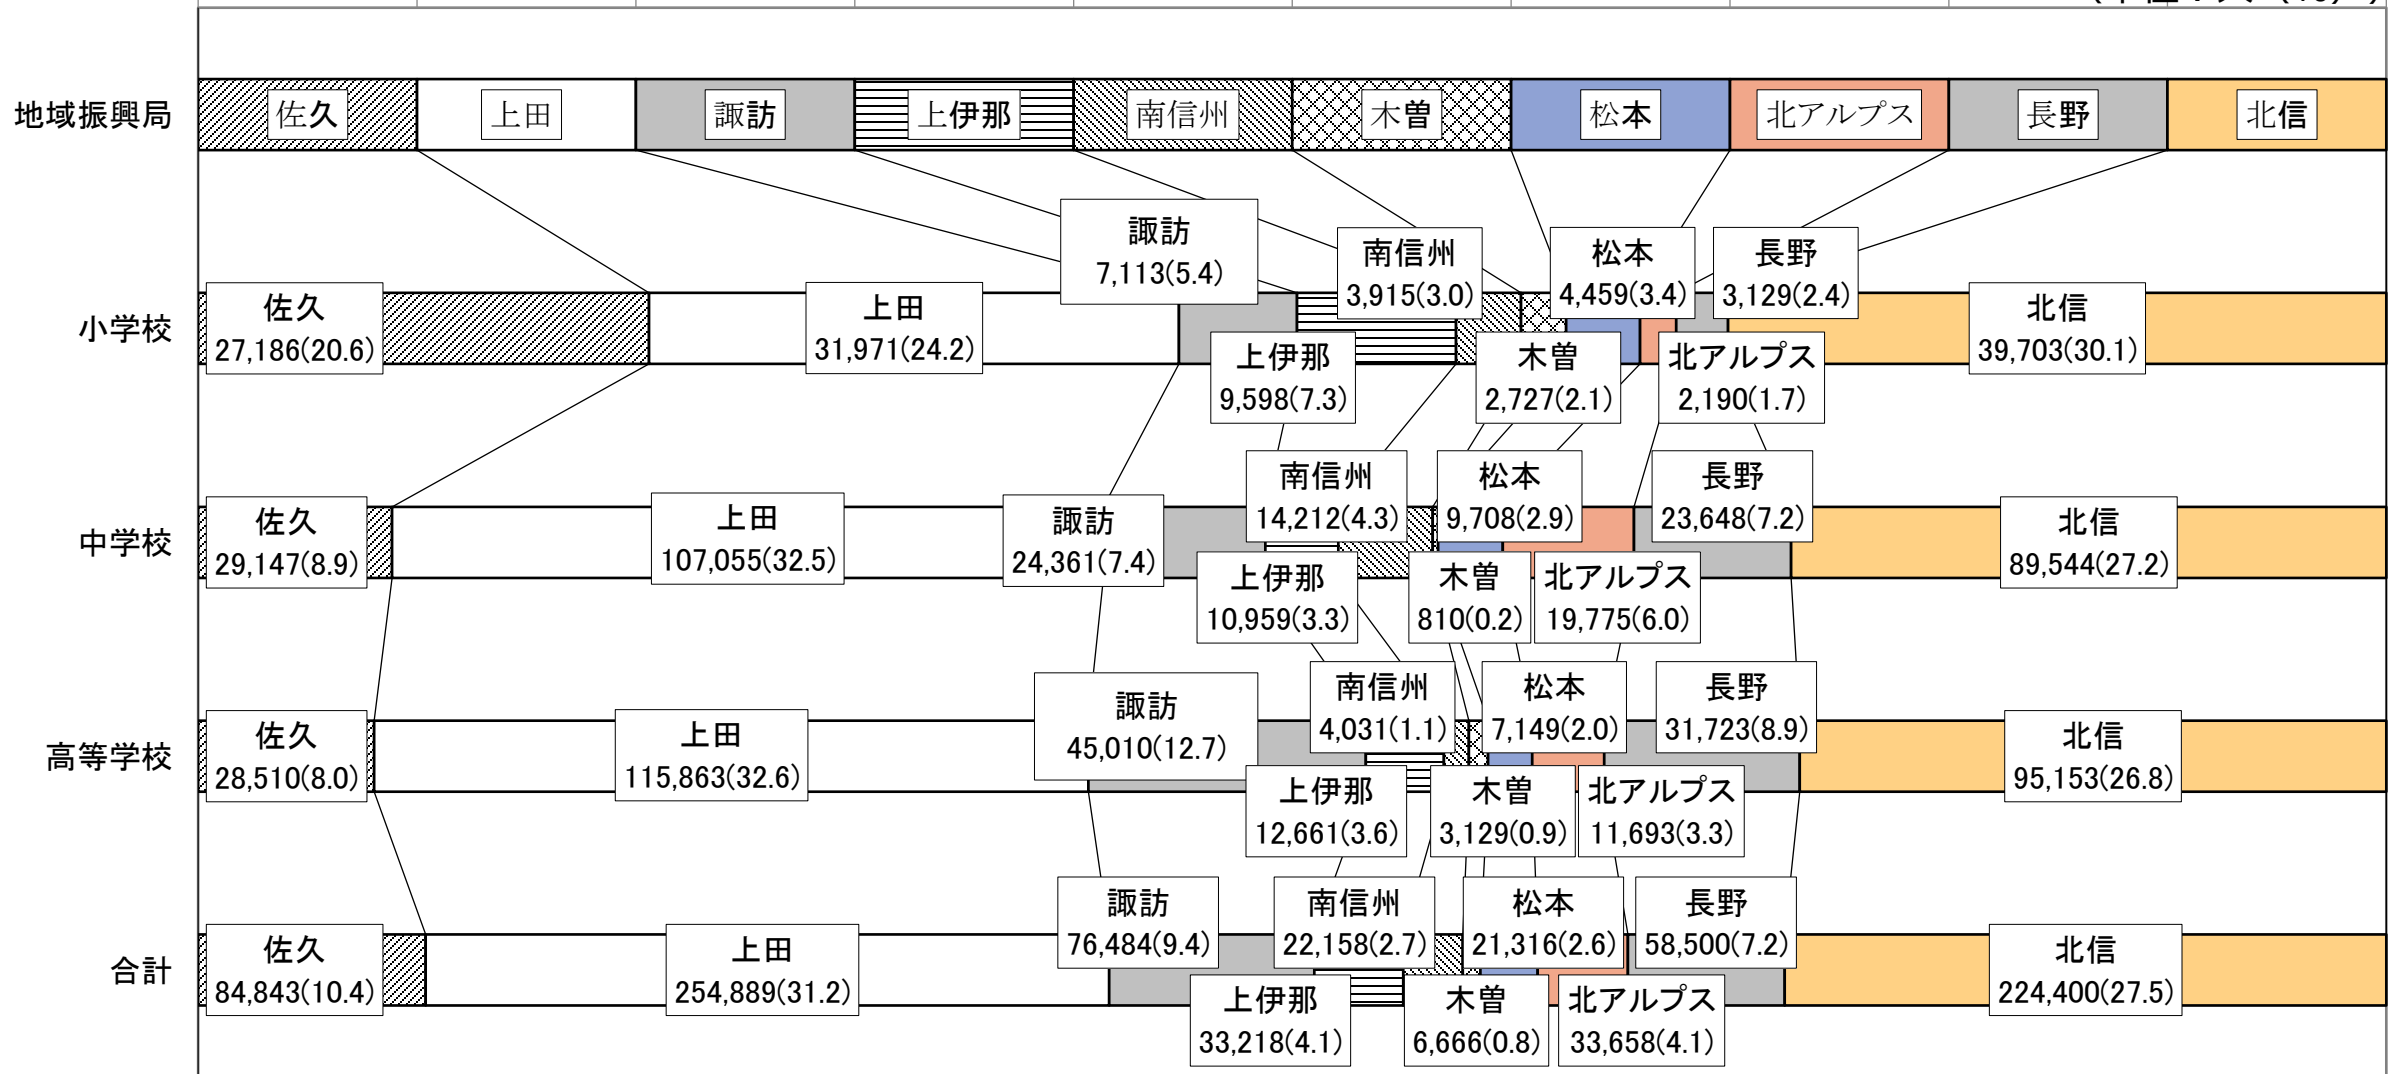 地域振興局
佐久
上田
諏訪
上伊那
南信州
木曽
松本
北アルプス
長野
北信
小学校
佐久
27,186(20.6)
上田
31,971(24.2)
諏訪
7,113(5.4)
上伊那
9,598(7.3)
南信州
3,915(3.0)
木曽
2,727(2.1)
松本
4,459(3.4)
北アルプス
2,190(1.7)
長野
3,129(2.4)
北信
39,703(30.1)
中学校
佐久
29,147(8.9)
上田
107,055(32.5)
諏訪
24,361(7.4)
上伊那
10,959(3.3)
南信州
14,212(4.3)
木曽
810(0.2)
松本
9,708(2.9)
北アルプス
19,775(6.0)
長野
23,648(7.2)
北信
89,544(27.2)
高等学校
佐久
28,510(8.0)
上田
115,863(32.6)
諏訪
45,010(12.7)
上伊那
12,661(3.6)
南信州
4,031(1.1)
木曽
3,129(0.9)
松本
7,149(2.0)
北アルプス
11,693(3.3)
長野
31,723(8.9)
北信
95,153(26.8)
合計
佐久
84,843(10.4)
上田
254,889(31.2)
諏訪
76,484(9.4)
上伊那
33,218(4.1)
南信州
22,158(2.7)
木曽
6,666(0.8)
松本
21,316(2.6)
北アルプス
33,658(4.1)
長野
58,500(7.2)
北信
224,400(27.5)